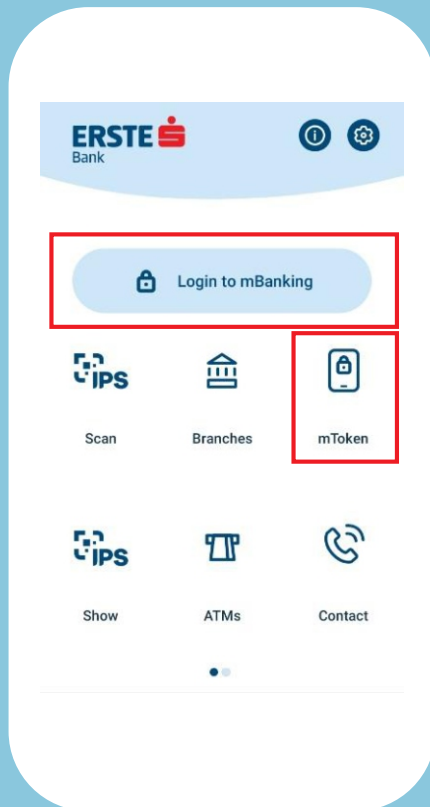 ERSTE
Bank
Login to mBanking
IPS
Scan
Branches
mToken
IPS
Show
ATMs
Contact